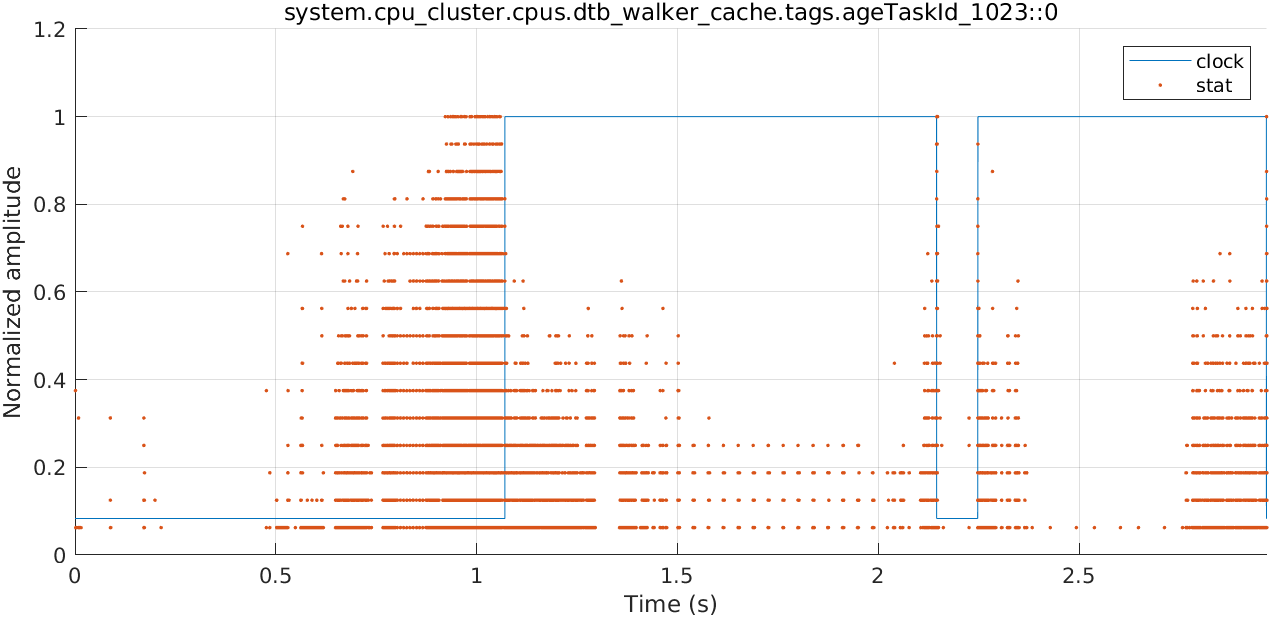 system.cpu_cluster.cpus.dtb_walker_cache.tags.ageTaskId_1023::0
1.2
1
0.8
0.6
0.4
0.2
0
Normalized amplitude
clock
stat
0 0.5 1 1.5 2 2.5
Time (s)